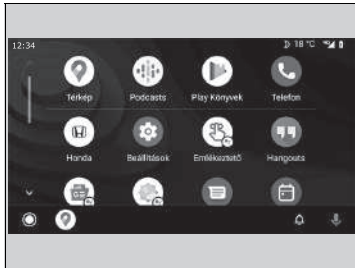 12:34 18 °C
Térkép Podcasts Play Könyvek Telefon
Honda Beállítások Emlékeztető Hangouts